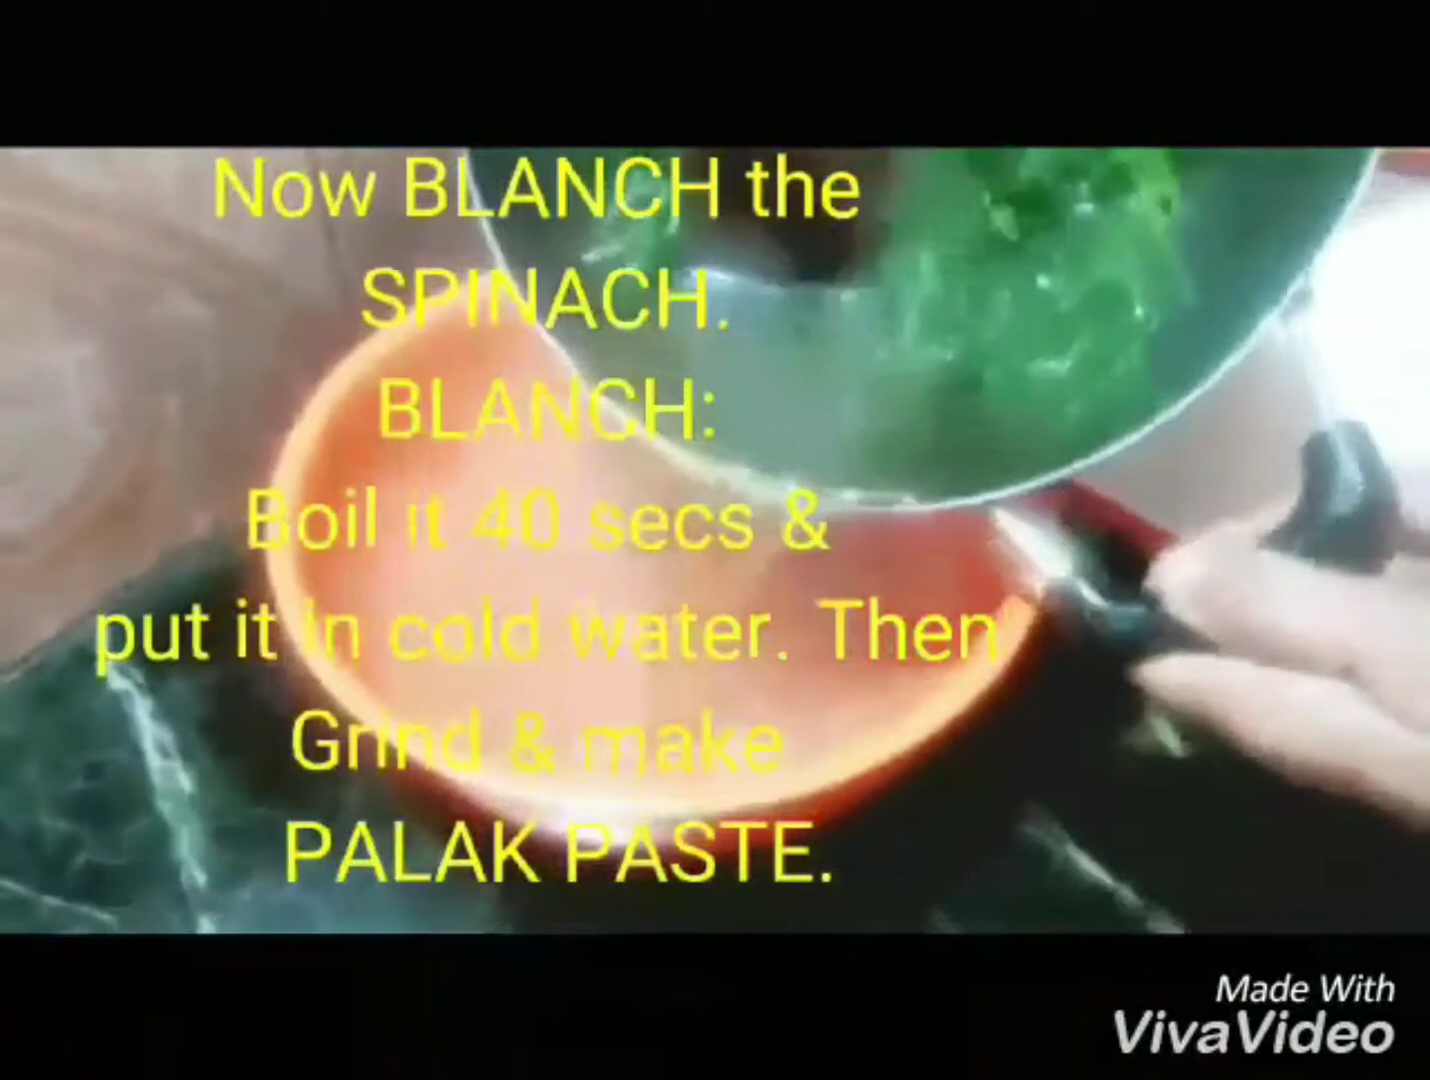 Now BLANCH the
SPINACH.
BLANCH:
Boil it 40 secs &
put it in cold water. Then
Grind & make
PALAK PASTE.
Made With
VivaVideo